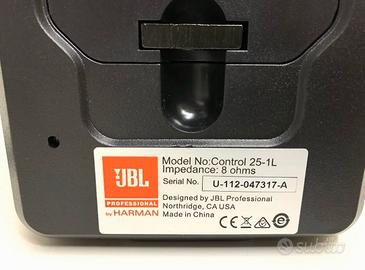 JBL
PROFESSIONAL
by HARMAN
Model No:Control 25-1L
Impedance: 8 ohms
Serial No. U-112-047317-A
Designed by JBL Professional
Northridge, CA USA
Made in China
CE
subito